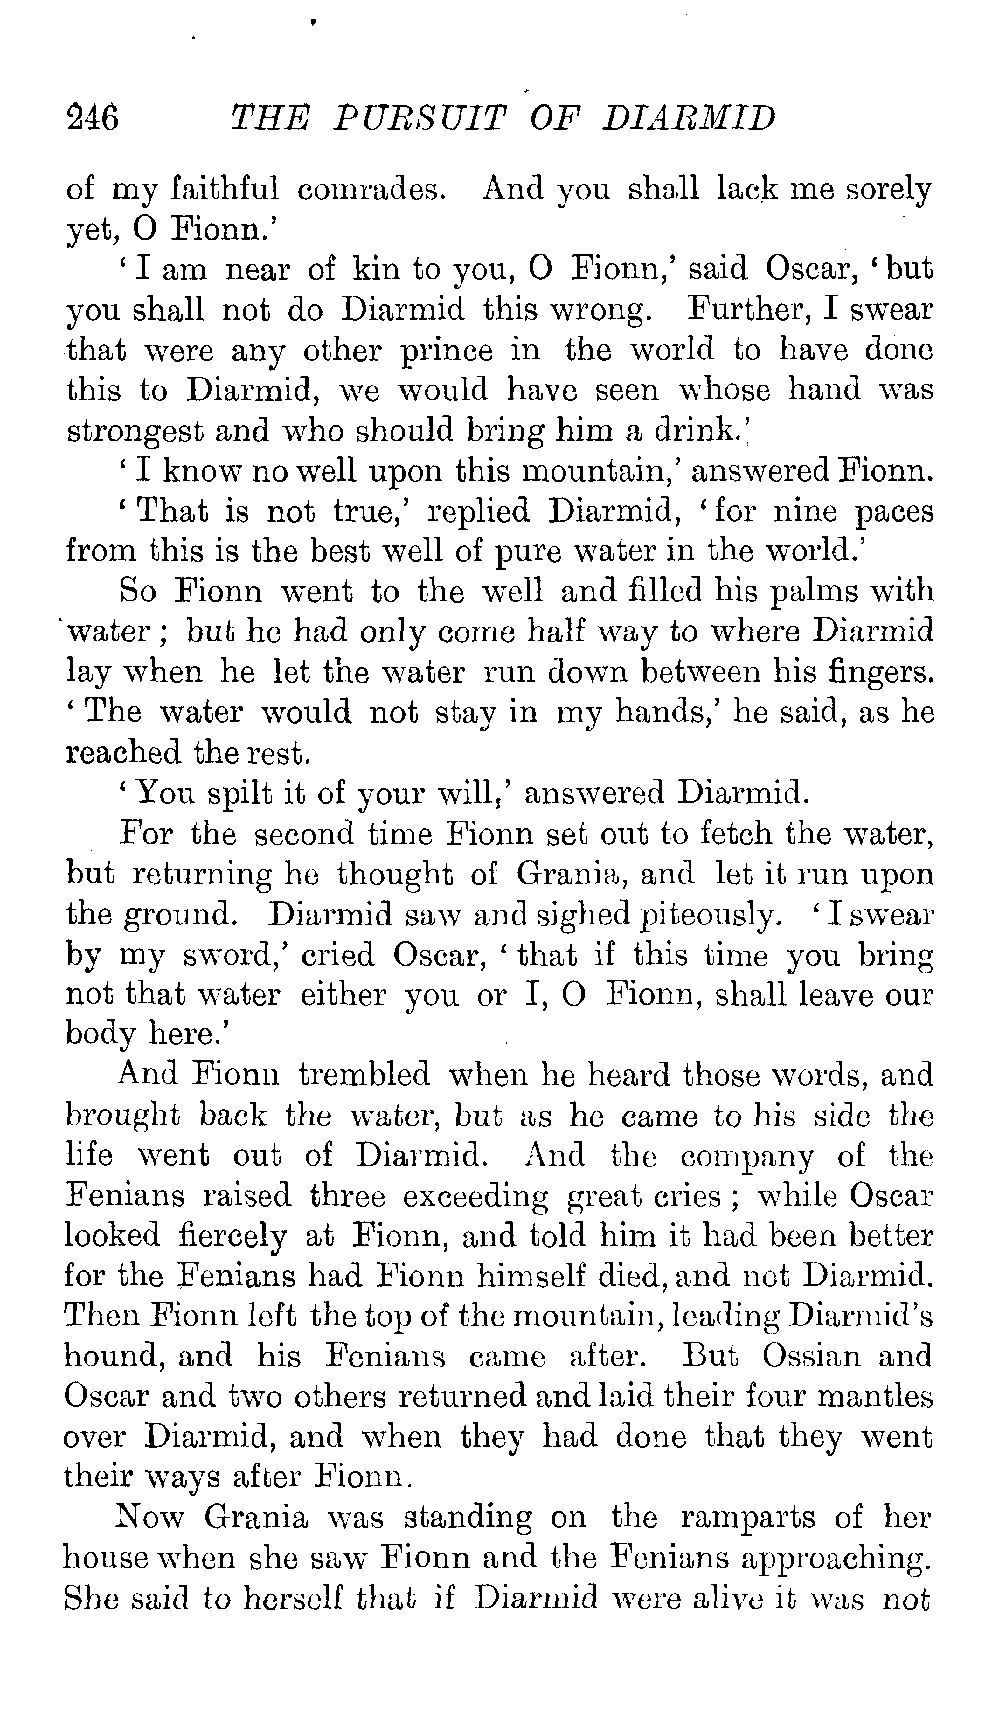 246 THE PURSUIT OF DIARMID
of my faithful comrades. And you shall lack me sorely
yet, O Fionn.’
‘ I am near of kin to you, O Fionn,’ said Oscar, ‘ but
you shall not do Diarmid this wrong. Further, I swear
that were any other prince in the world to have done
this to Diarmid, we would have seen whose hand was
strongest and who should bring him a drink.’
‘ I know no well upon this mountain,’ answered Fionn.
‘ That is not true,’ replied Diarmid, ‘ for nine paces
from this is the best well of pure water in the world.’
So Fionn went to the well and filled his palms with
water ; but he had only come half way to where Diarmid
lay when he let the water run down between his fingers.
‘ The water would not stay in my hands,’ he said, as he
reached the rest.
‘ You spilt it of your will,’ answered Diarmid.
For the second time Fionn set out to fetch the water,
but returning he thought of Grania, and let it run upon
the ground. Diarmid saw and sighed piteously. ‘ I swear
by my sword,’ cried Oscar, ‘ that if this time you bring
not that water either you or I, O Fionn, shall leave our
body here.’
And Fionn trembled when he heard those words, and
brought back the water, but as he came to his side the
life went out of Diarmid. And the company of the
Fenians raised three exceeding great cries ; while Oscar
looked fiercely at Fionn, and told him it had been better
for the Fenians had Fionn himself died, and not Diarmid.
Then Fionn left the top of the mountain, leading Diarmid’s
hound, and his Fenians came after. But Ossian and
Oscar and two others returned and laid their four mantles
over Diarmid, and when they had done that they went
their ways after Fionn.
Now Grania was standing on the ramparts of her
house when she saw Fionn and the Fenians approaching.
She said to herself that if Diarmid were alive it was not